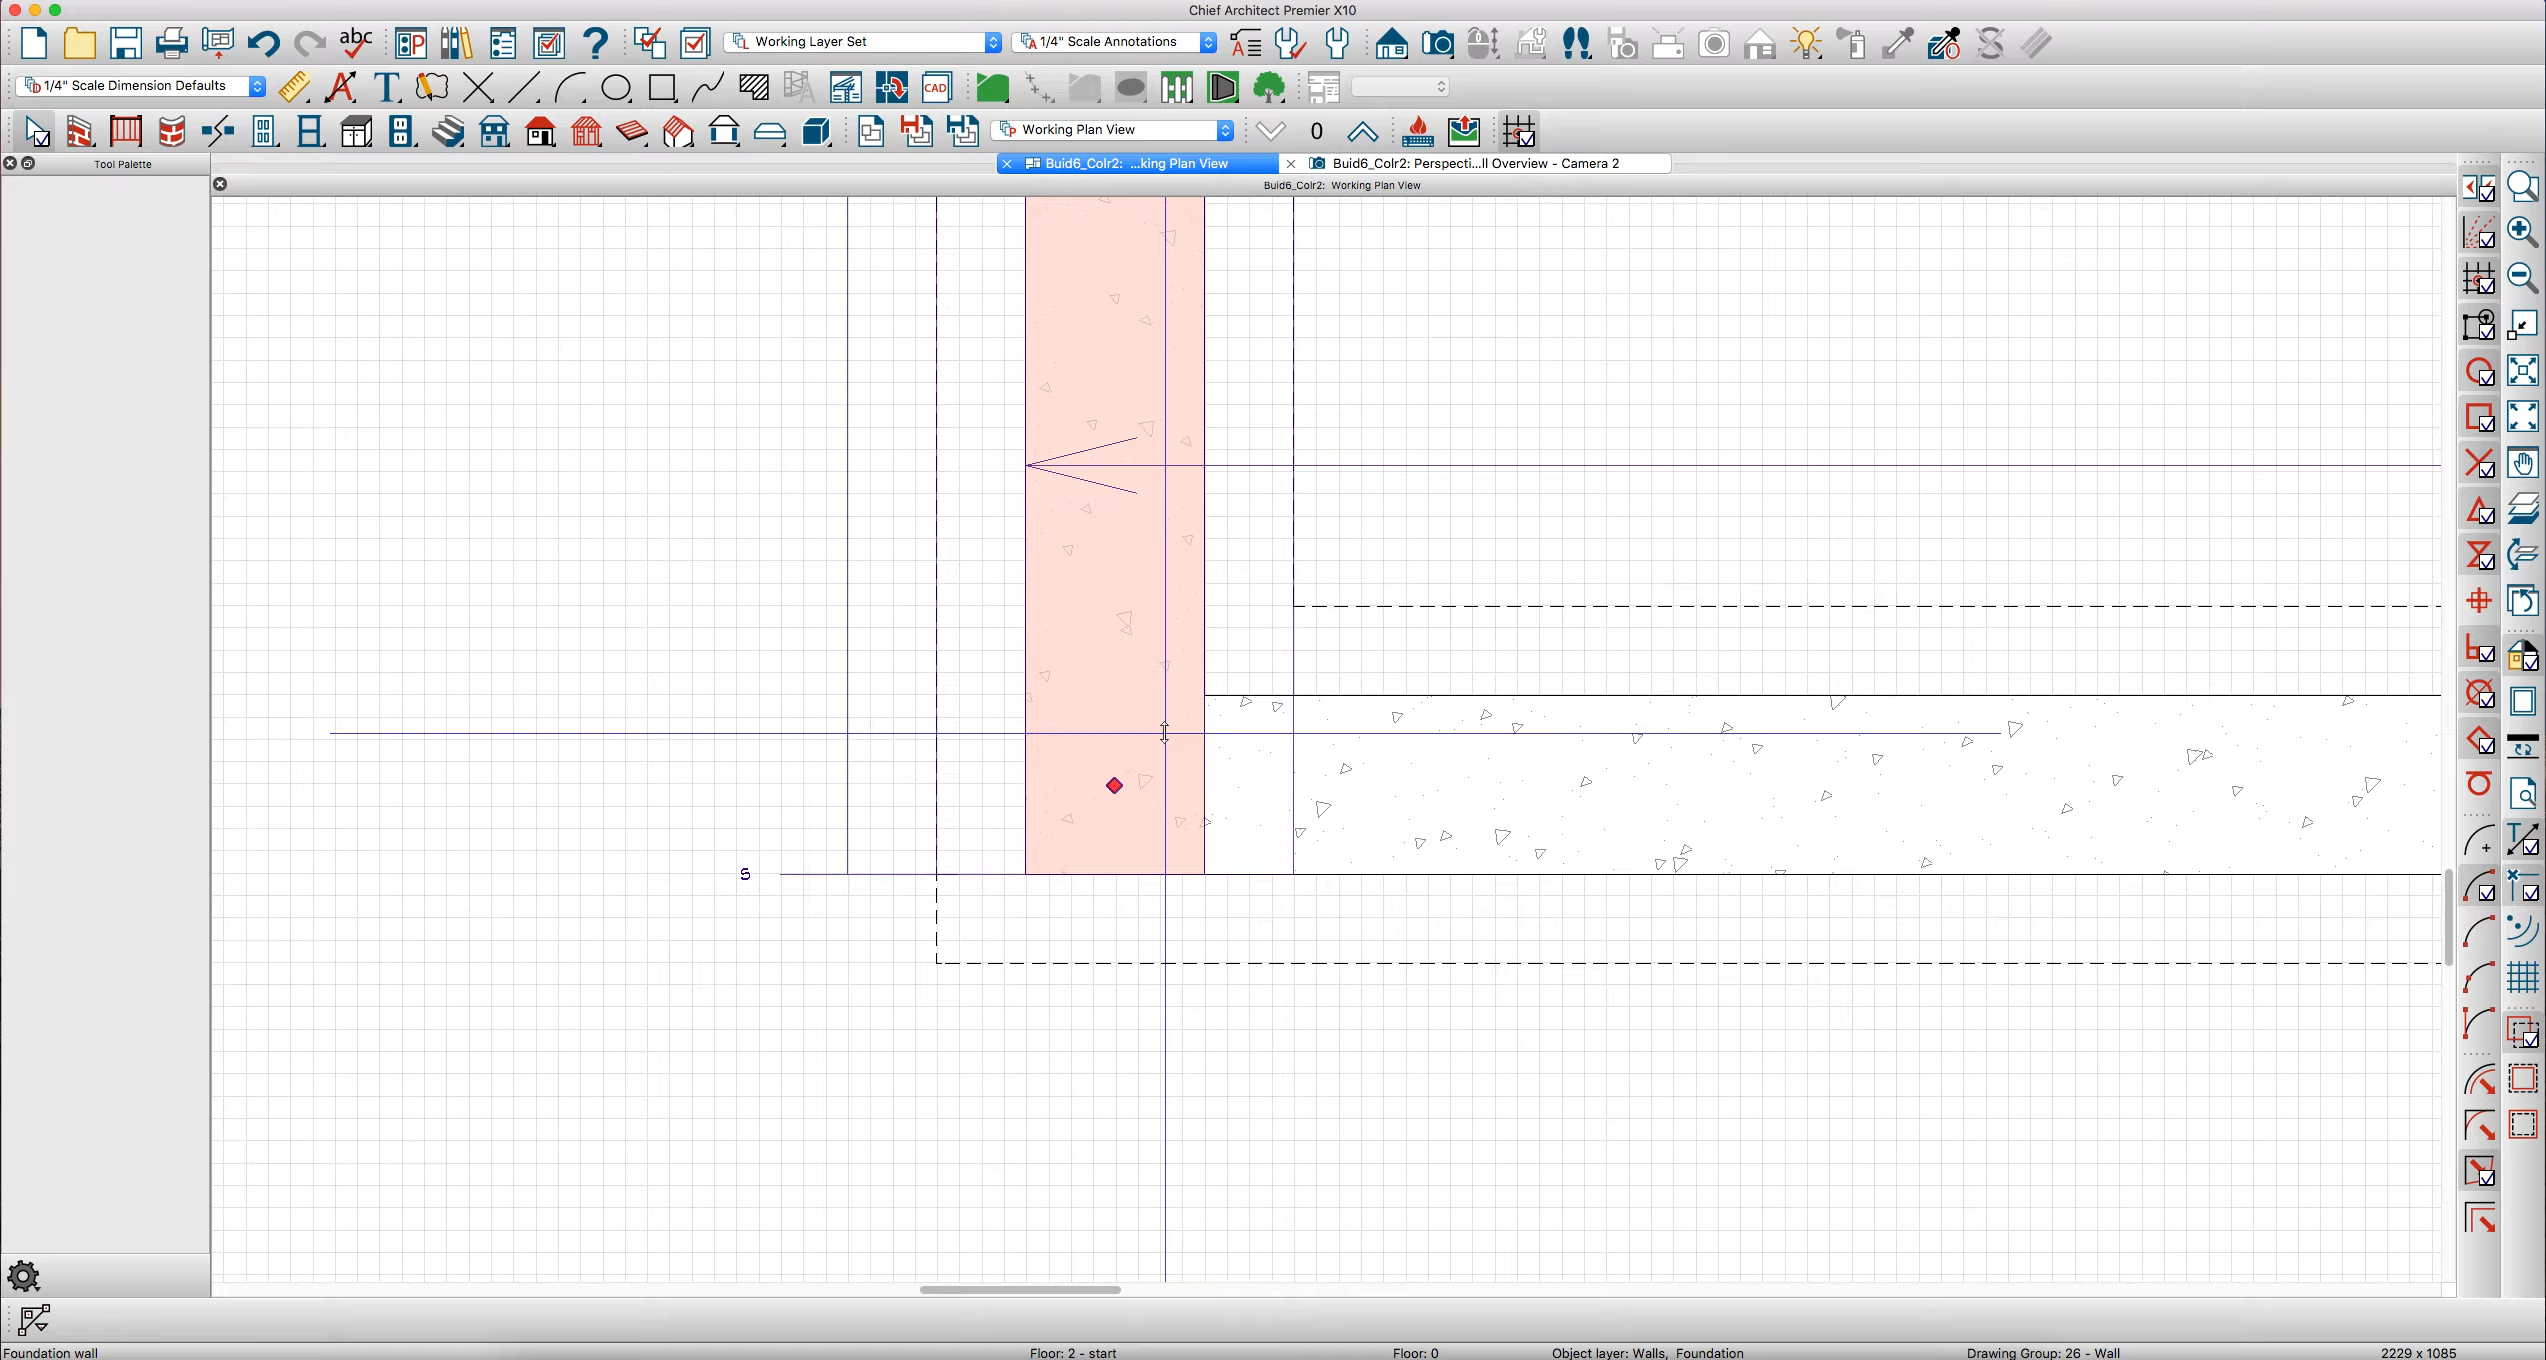 Chief Architect Premier X10
abc
P
?
Working Layer Set
A 1/4" Scale Annotations
D 1/4" Scale Dimension Defaults
A
T
CAD
P Working Plan View
0
Tool Palette
Buid6_Colr2: ...king Plan View
Buid6_Colr2: Perspecti...ll Overview - Camera 2
Buid6_Colr2: Working Plan View
S
T
Foundation wall
Floor: 2 - start
Floor: 0
Object layer: Walls, Foundation
Drawing Group: 26 - Wall
2229 x 1085